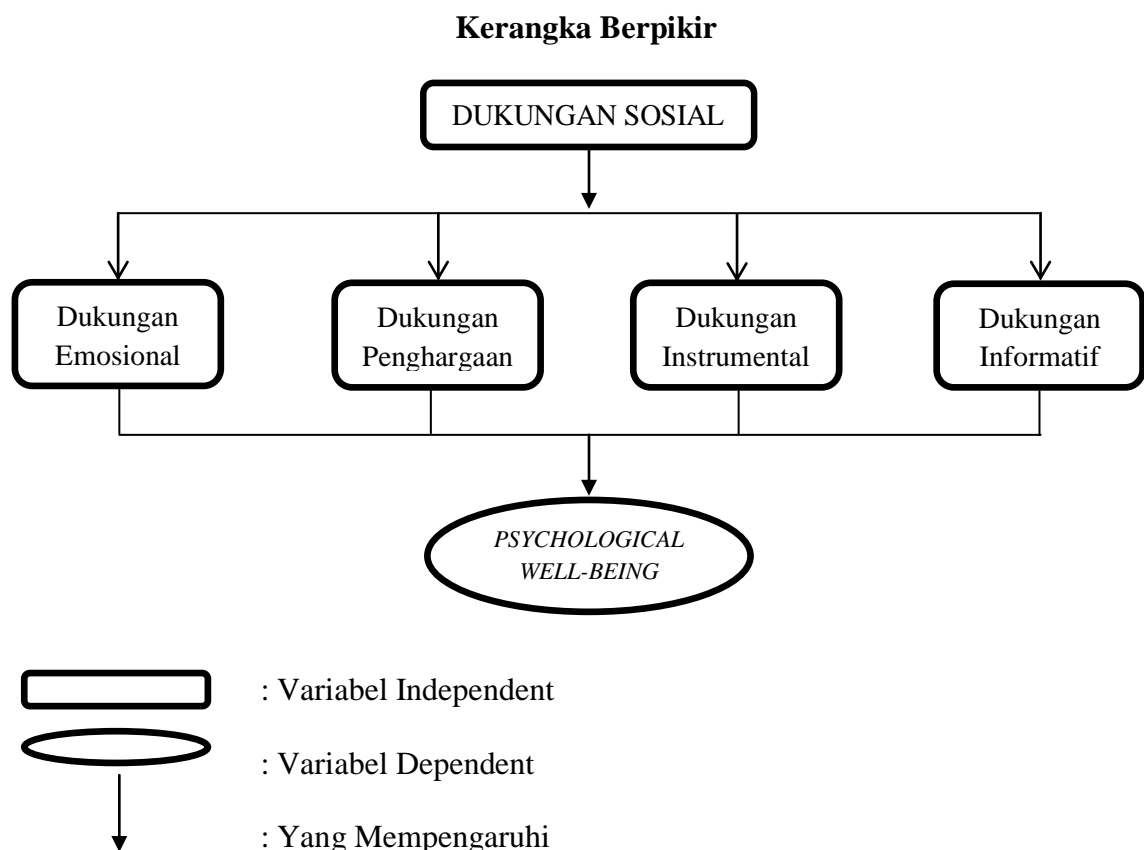 Kerangka Berpikir
DUKUNGAN SOSIAL
Dukungan
Emosional
Dukungan
Penghargaan
Dukungan
Instrumental
Dukungan
Informatif
PSYCHOLOGICAL
WELL-BEING
: Variabel Independent
: Variabel Dependent
: Yang Mempengaruhi